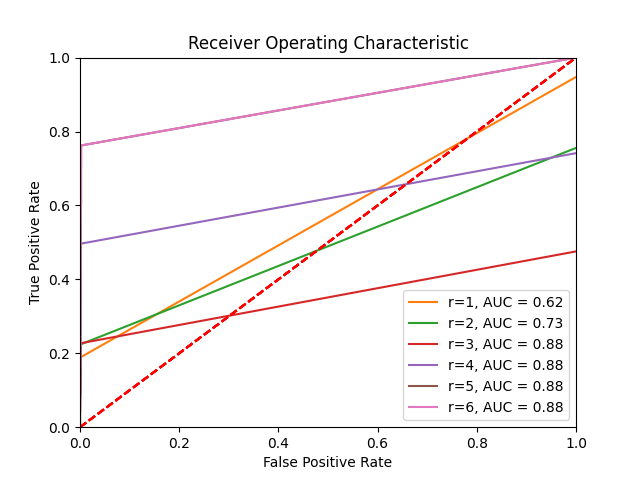 Receiver Operating Characteristic
True Positive Rate
1.0
0.8
0.6
0.4
0.2
0.0
r=1, AUC = 0.62
r=2, AUC = 0.73
r=3, AUC = 0.88
r=4, AUC = 0.88
r=5, AUC = 0.88
r=6, AUC = 0.88
0.0 0.2 0.4 0.6 0.8 1.0
False Positive Rate